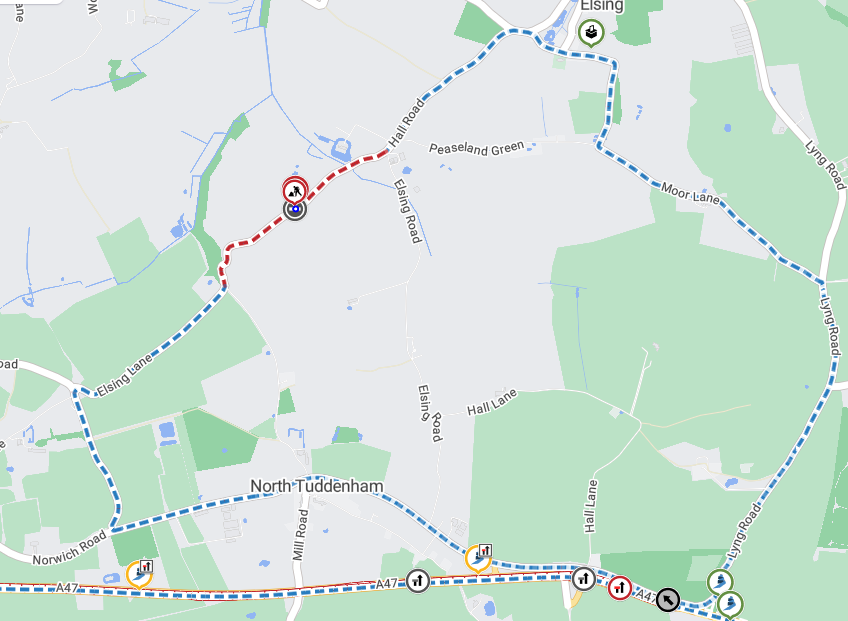 Elsing
Hall Road
Peaseland Green
Lyng Road
Moor Lane
Elsing Road
Lyng Road
Elsing Lane
oad
Hall Lane
Elsing
Road
North Tuddenham
Hall Lane
Mill Road
Norwich Road
Lyng Road
A47
A47
A47